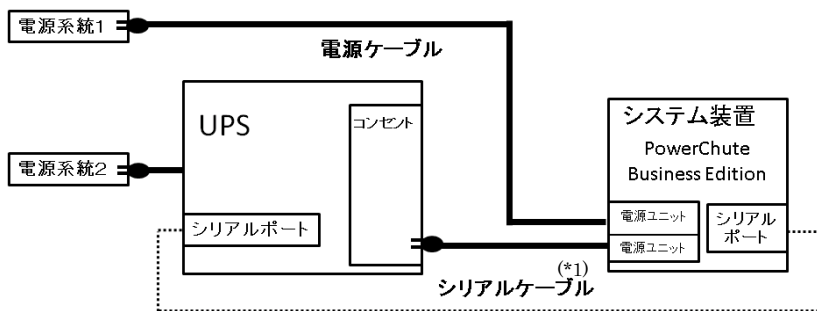 電源系統1
電源ケーブル
UPS
コンセント
システム装置
PowerChute
Business Edition
電源系統2
電源ユニット
シリアル
ポート
シリアルポート
電源ユニット
(*1)
シリアルケーブル